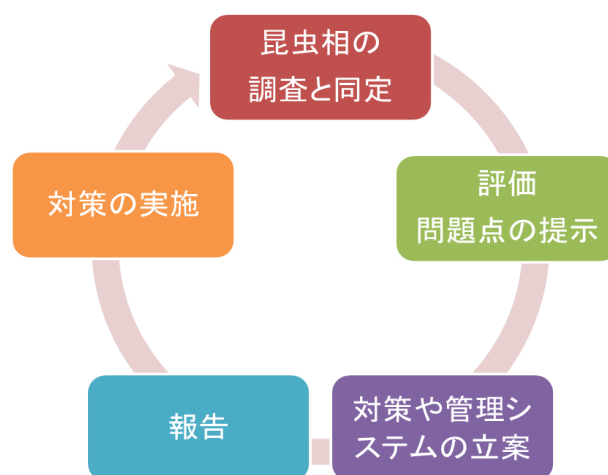 昆虫相の
調査と同定
評価
問題点の提示
対策や管理シ
ステムの立案
報告
対策の実施